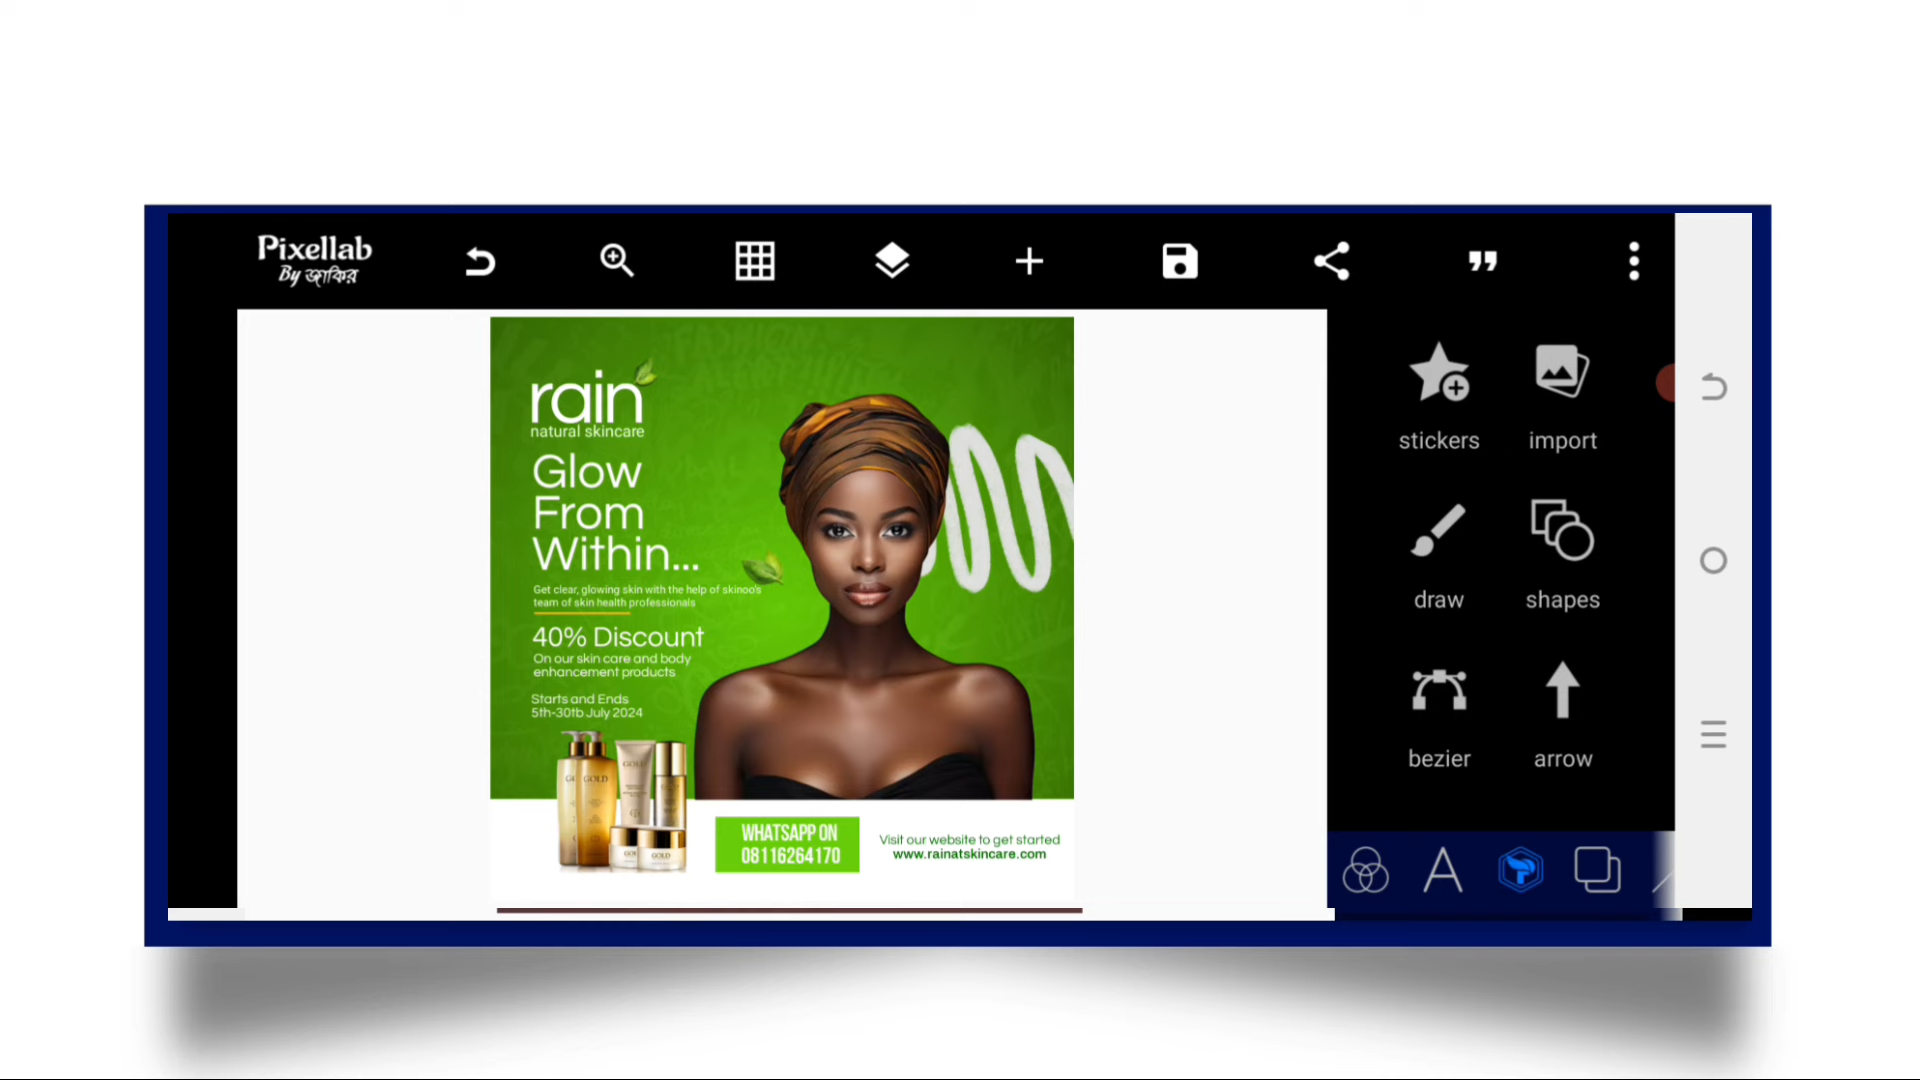 Pixellab
By জাকির
stickers
import
draw
shapes
bezier
arrow
rain
natural skincare
Glow
From
Within...
Get clear, glowing skin with the help of skinoo's
team of skin health professionals
40% Discount
On our skin care and body
enhancement products
Starts and Ends
5th-30tb July 2024
GOLD
GOLD
GOLD
WHATSAPP ON
08116264170
Visit our website to get started
www.rainatskincare.com